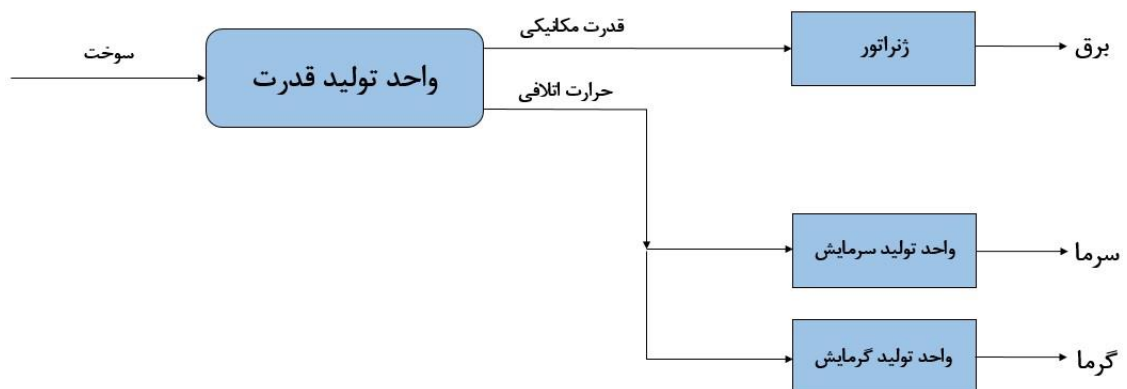 سوخت
واحد تولید قدرت
قدرت مکانیکی
حرارت اتلافی
ژنراتور
برق
واحد تولید سرمایش
سرما
واحد تولید گرمایش
گرما